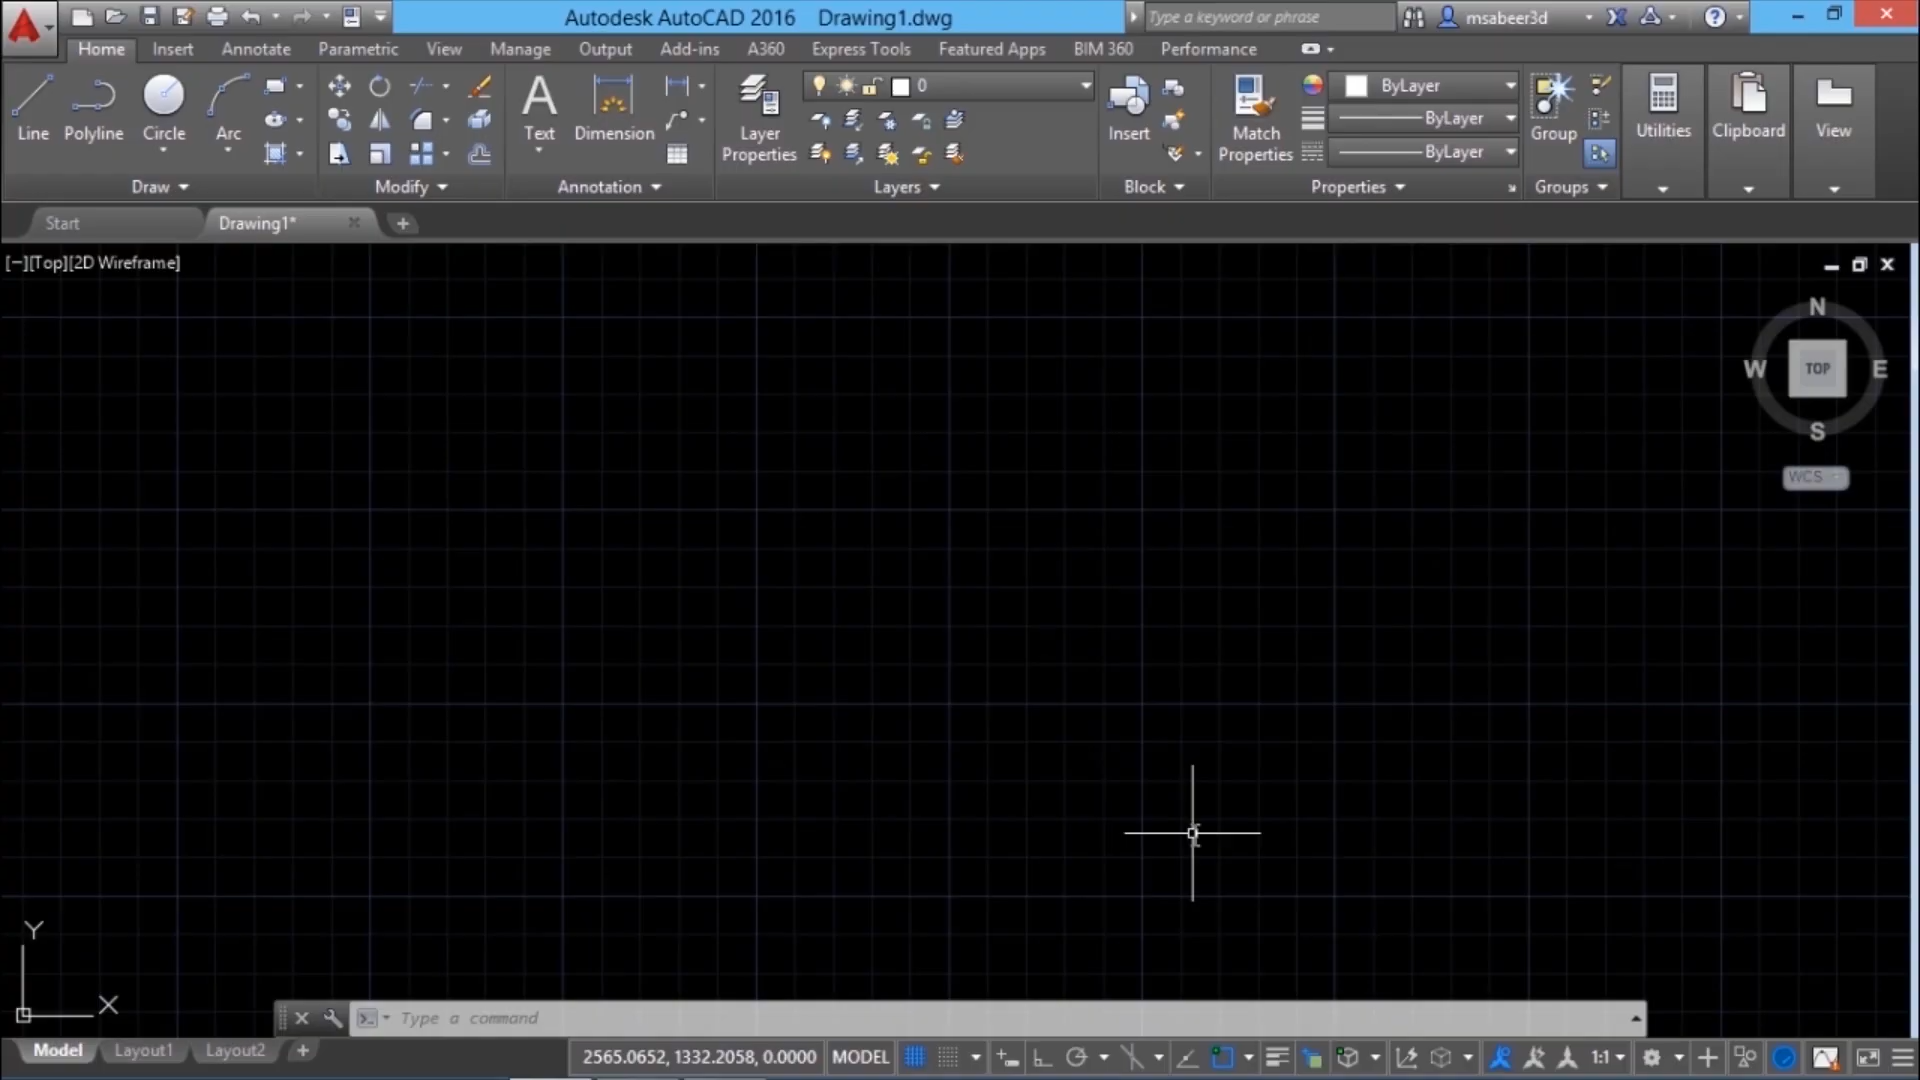 Autodesk AutoCAD 2016 Drawing1.dwg
Type a keyword or phrase
msabeer3d
Home Insert Annotate Parametric View Manage Output Add-ins A360 Express Tools Featured Apps BIM 360 Performance
Line Polyline Circle Arc
Text Dimension
Layer Properties
0
Insert
Match Properties
ByLayer
ByLayer
ByLayer
Group
Utilities
Clipboard
View
Draw Modify Annotation Layers Block Properties Groups
Start Drawing1*
[−][Top][2D Wireframe]
N
W TOP E
S
WCS
Y
X
Type a command
Model Layout1 Layout2
2565.0652, 1332.2058, 0.0000 MODEL 1:1